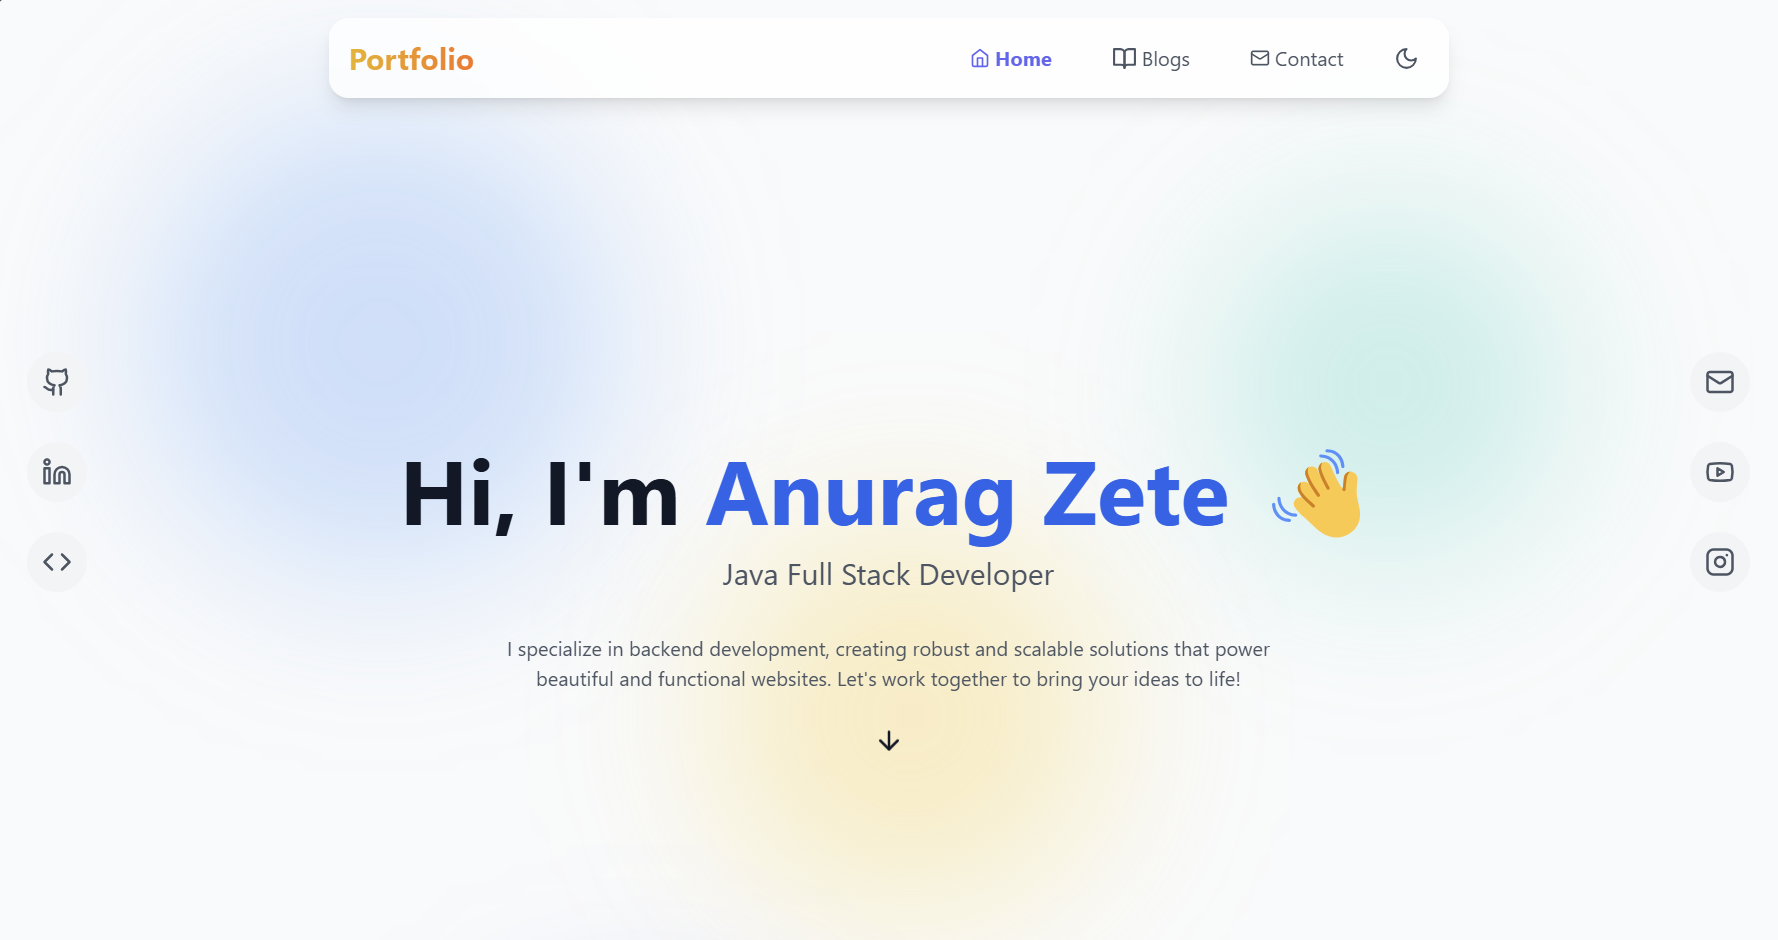 Portfolio
Home
Blogs
Contact
Hi, I'm Anurag Zete
Java Full Stack Developer
I specialize in backend development, creating robust and scalable solutions that power
beautiful and functional websites. Let's work together to bring your ideas to life!